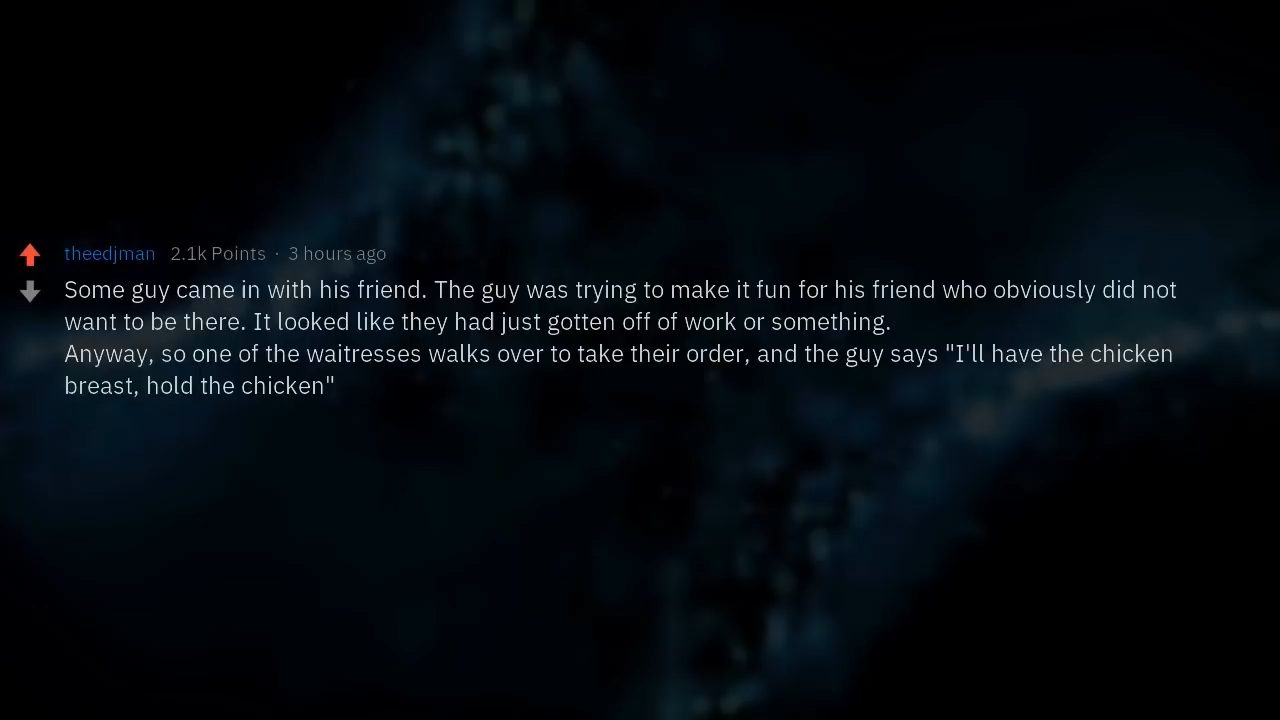 theedjman 2.1k Points · 3 hours ago
Some guy came in with his friend. The guy was trying to make it fun for his friend who obviously did not
want to be there. It looked like they had just gotten off of work or something.
Anyway, so one of the waitresses walks over to take their order, and the guy says "I'll have the chicken
breast, hold the chicken"